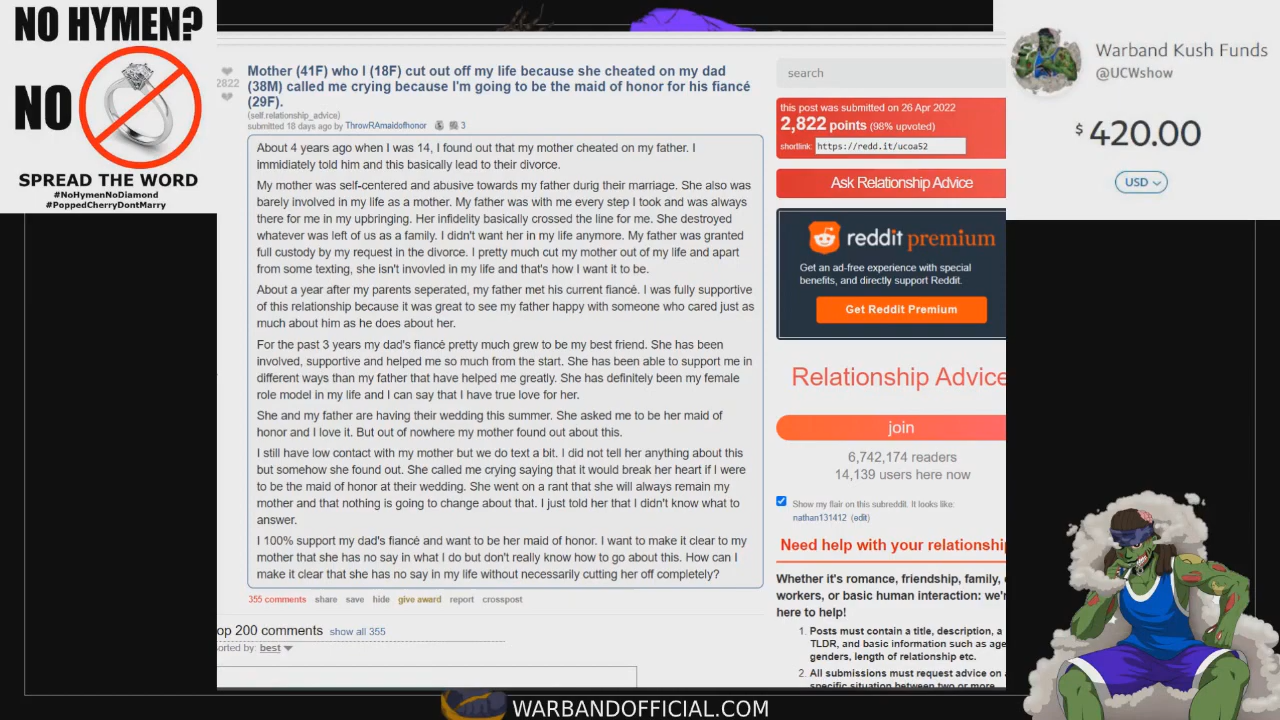 NO HYMEN?
NO
SPREAD THE WORD
#NoHymenNoDiamond
#PoppedCherryDontMarry
2822
Mother (41F) who I (18F) cut out off my life because she cheated on my dad
(38M) called me crying because I'm going to be the maid of honor for his fiancé
(29F).
(self.relationship_advice)
submitted 18 days ago by ThrowRAmaidofhonor 3
About 4 years ago when I was 14, I found out that my mother cheated on my father. I
immidiately told him and this basically lead to their divorce.
My mother was self-centered and abusive towards my father durig their marriage. She also was
barely involved in my life as a mother. My father was with me every step I took and was always
there for me in my upbringing. Her infidelity basically crossed the line for me. She destroyed
whatever was left of us as a family. I didn't want her in my life anymore. My father was granted
full custody by my request in the divorce. I pretty much cut my mother out of my life and apart
from some texting, she isn't invovled in my life and that's how I want it to be.
About a year after my parents seperated, my father met his current fiancé. I was fully supportive
of this relationship because it was great to see my father happy with someone who cared just as
much about him as he does about her.
For the past 3 years my dad's fiancé pretty much grew to be my best friend. She has been
involved, supportive and helped me so much from the start. She has been able to support me in
different ways than my father that have helped me greatly. She has definitely been my female
role model in my life and I can say that I have true love for her.
She and my father are having their wedding this summer. She asked me to be her maid of
honor and I love it. But out of nowhere my mother found out about this.
I still have low contact with my mother but we do text a bit. I did not tell her anything about this
but somehow she found out. She called me crying saying that it would break her heart if I were
to be the maid of honor at their wedding. She went on a rant that she will always remain my
mother and that nothing is going to change about that. I just told her that I didn't know what to
answer.
I 100% support my dad's fiancé and want to be her maid of honor. I want to make it clear to my
mother that she has no say in what I do but don't really know how to go about this. How can I
make it clear that she has no say in my life without necessarily cutting her off completely?
355 comments share save hide give award report crosspost
op 200 comments show all 355
orted by: best
search
this post was submitted on 26 Apr 2022
2,822 points (98% upvoted)
shortlink: https://redd.it/ucoa52
Ask Relationship Advice
reddit premium
Get an ad-free experience with special
benefits, and directly support Reddit.
Get Reddit Premium
Relationship Advice
join
6,742,174 readers
14,139 users here now
Show my flair on this subreddit. It looks like:
nathan131412 (edit)
Need help with your relationshi
Whether it's romance, friendship, family,
workers, or basic human interaction: we'r
here to help!
1. Posts must contain a title, description, a
TLDR, and basic information such as age
genders, length of relationship etc.
2. All submissions must request advice on
specific situation between two or more
Warband Kush Funds
@UCWshow
$ 420.00
USD
WARBANDOFFICIAL.COM